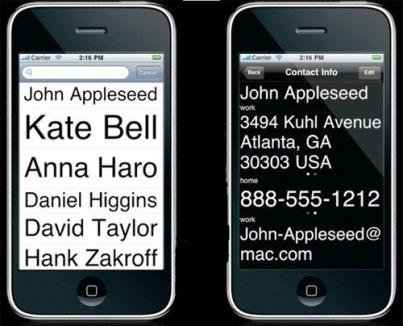 Carrier 2:16 PM
Cancel
John Appleseed
Kate Bell
Anna Haro
Daniel Higgins
David Taylor
Hank Zakroff
Carrier 2:16 PM
Back Contact Info Edit
John Appleseed
work
3494 Kuhl Avenue
Atlanta, GA
30303 USA
home
888-555-1212
work
John-Appleseed@
mac.com